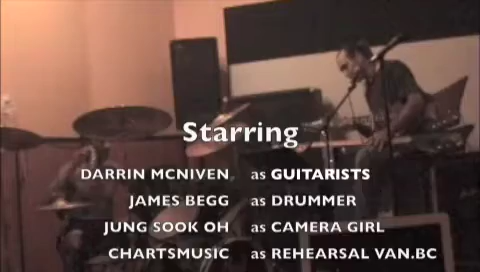 Starring
DARRIN MCNIVEN as GUITARISTS
JAMES BEGG as DRUMMER
JUNG SOOK OH as CAMERA GIRL
CHARTSMUSIC as REHEARSAL VAN.BC